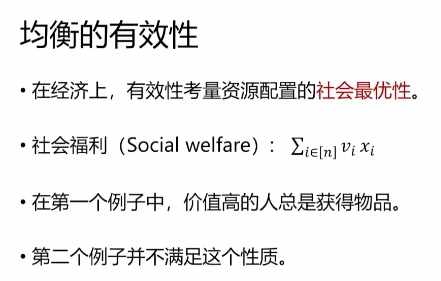 均衡的有效性
• 在经济上，有效性考量资源配置的社会最优性。
• 社会福利（Social welfare）： ∑_{i∈[n]} v_i x_i
• 在第一个例子中，价值高的人总是获得物品。
• 第二个例子并不满足这个性质。